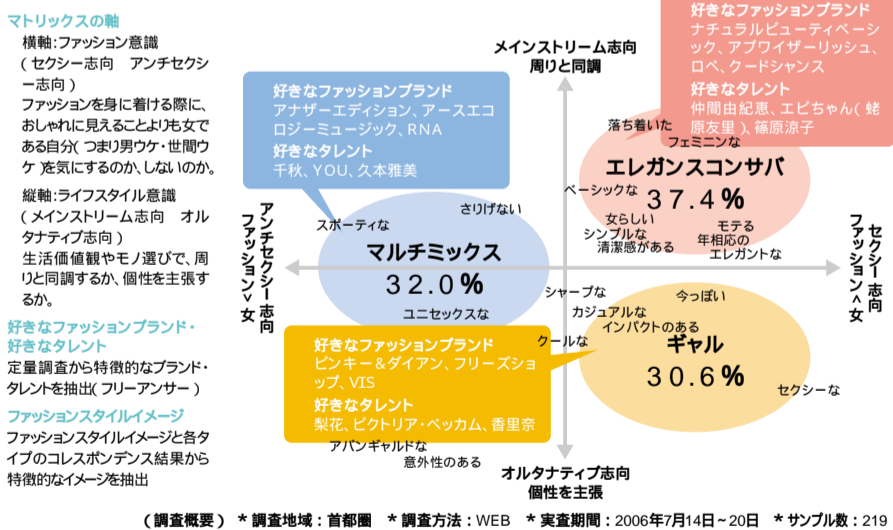 マトリックスの軸
横軸:ファッション意識
(セクシー志向　アンチセクシ
ー志向)
ファッションを身に着ける際に、
おしゃれに見えることよりも女で
ある自分(つまり男ウケ・世間ウ
ケ)を気にするのか、しないのか。
縦軸:ライフスタイル意識
(メインストリーム志向　オル
タナティブ志向)
生活価値観やモノ選びで、周
りと同調するか、個性を主張す
るか。
好きなファッションブランド・
好きなタレント
定量調査から特徴的なブランド・
タレントを抽出(フリーアンサー)
ファッションスタイルイメージ
ファッションスタイルイメージと各タ
イプのコレスポンデンス結果から
特徴的なイメージを抽出
メインストリーム志向
周りと同調
好きなファッションブランド
ナチュラルビューティベーシ
ック、アプワイザーリッシュ、
ロペ、クードシャンス
好きなタレント
仲間由紀恵、エビちゃん(蛯
原友里)、篠原涼子
好きなファッションブランド
アナザーエディション、アースエコ
ロジーミュージック、RNA
好きなタレント
千秋、YOU、久本雅美
落ち着いた
フェミニンな
エレガンスコンサバ
37.4%
ベーシックな
女らしい
シンプルな
清潔感がある
モテる
年相応の
エレガントな
アンチセクシー志向
ファッション>女
スポーティな
さりげない
マルチミックス
32.0%
ユニセックスな
セクシー志向
ファッション<女
シャープな
カジュアルな
インパクトのある
今っぽい
クールな
ギャル
30.6%
セクシーな
好きなファッションブランド
ピンキー&ダイアン、フリーズショ
ップ、VIS
好きなタレント
梨花、ビクトリア・ベッカム、香里奈
アバンギャルドな
意外性のある
オルタナティブ志向
個性を主張
(調査概要) *調査地域:首都圏 *調査方法:WEB *実査期間:2006年7月14日~20日 *サンプル数:219